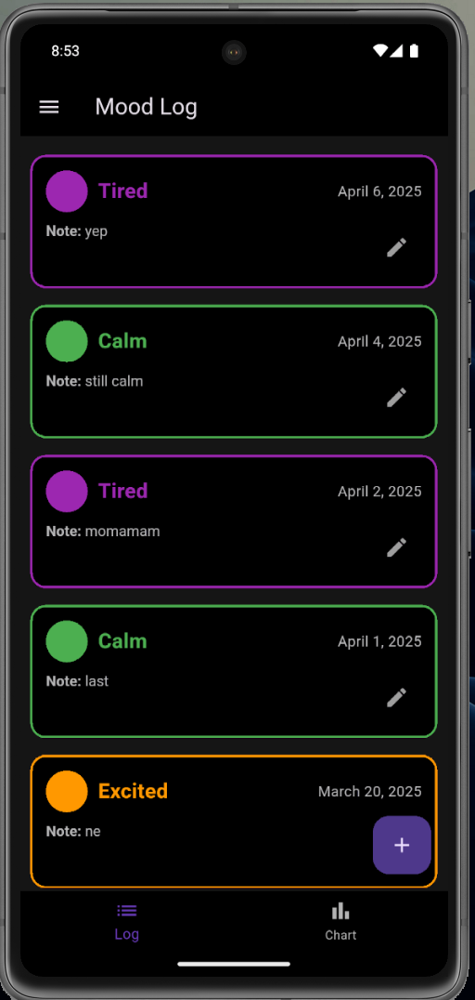 8:53
Mood Log
Tired April 6, 2025
Note: yep
Calm April 4, 2025
Note: still calm
Tired April 2, 2025
Note: momamam
Calm April 1, 2025
Note: last
Excited March 20, 2025
Note: ne
+
Log Chart